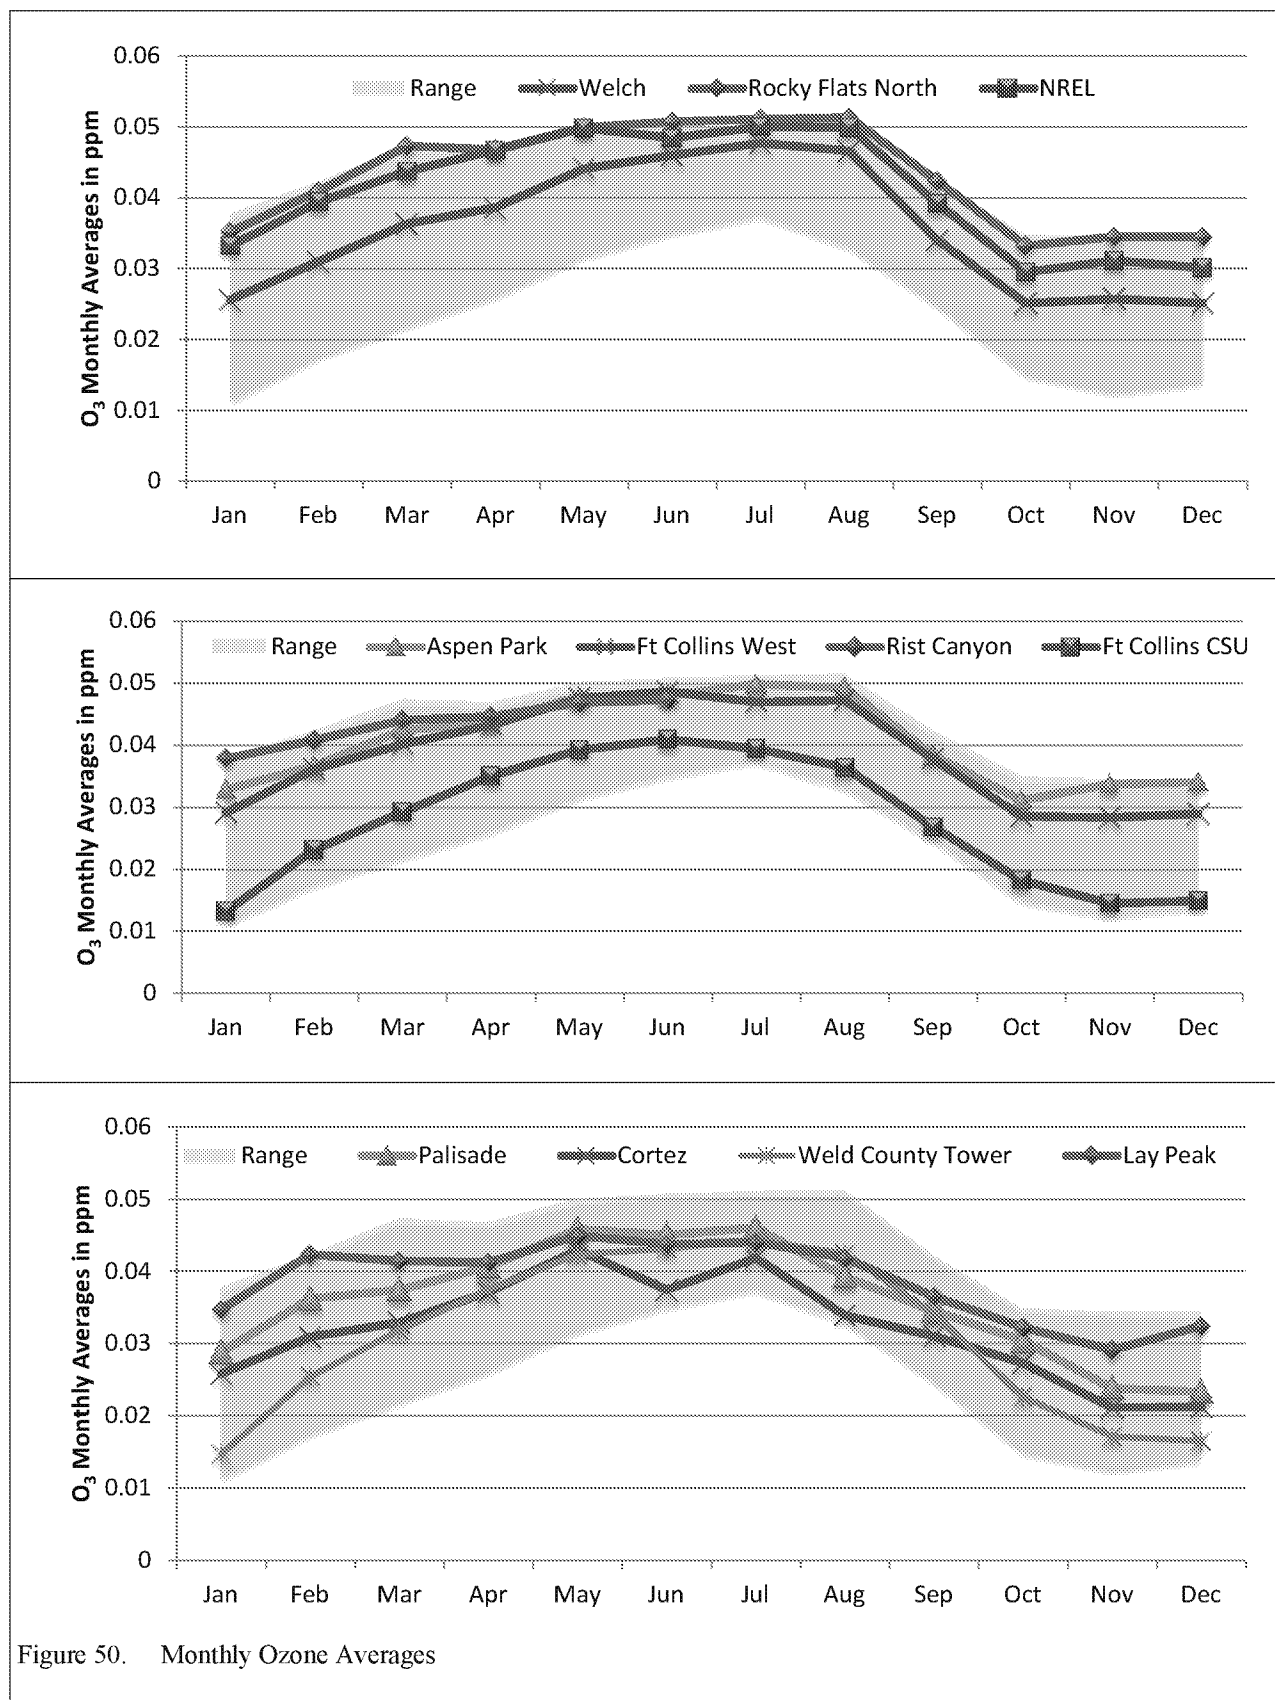 O3 Monthly Averages in ppm
0.06
0.05
0.04
0.03
0.02
0.01
0
Range Welch Rocky Flats North NREL
Jan Feb Mar Apr May Jun Jul Aug Sep Oct Nov Dec
O3 Monthly Averages in ppm
0.06
0.05
0.04
0.03
0.02
0.01
0
Range Aspen Park Ft Collins West Rist Canyon Ft Collins CSU
Jan Feb Mar Apr May Jun Jul Aug Sep Oct Nov Dec
O3 Monthly Averages in ppm
0.06
0.05
0.04
0.03
0.02
0.01
0
Range Palisade Cortez Weld County Tower Lay Peak
Jan Feb Mar Apr May Jun Jul Aug Sep Oct Nov Dec
Figure 50. Monthly Ozone Averages